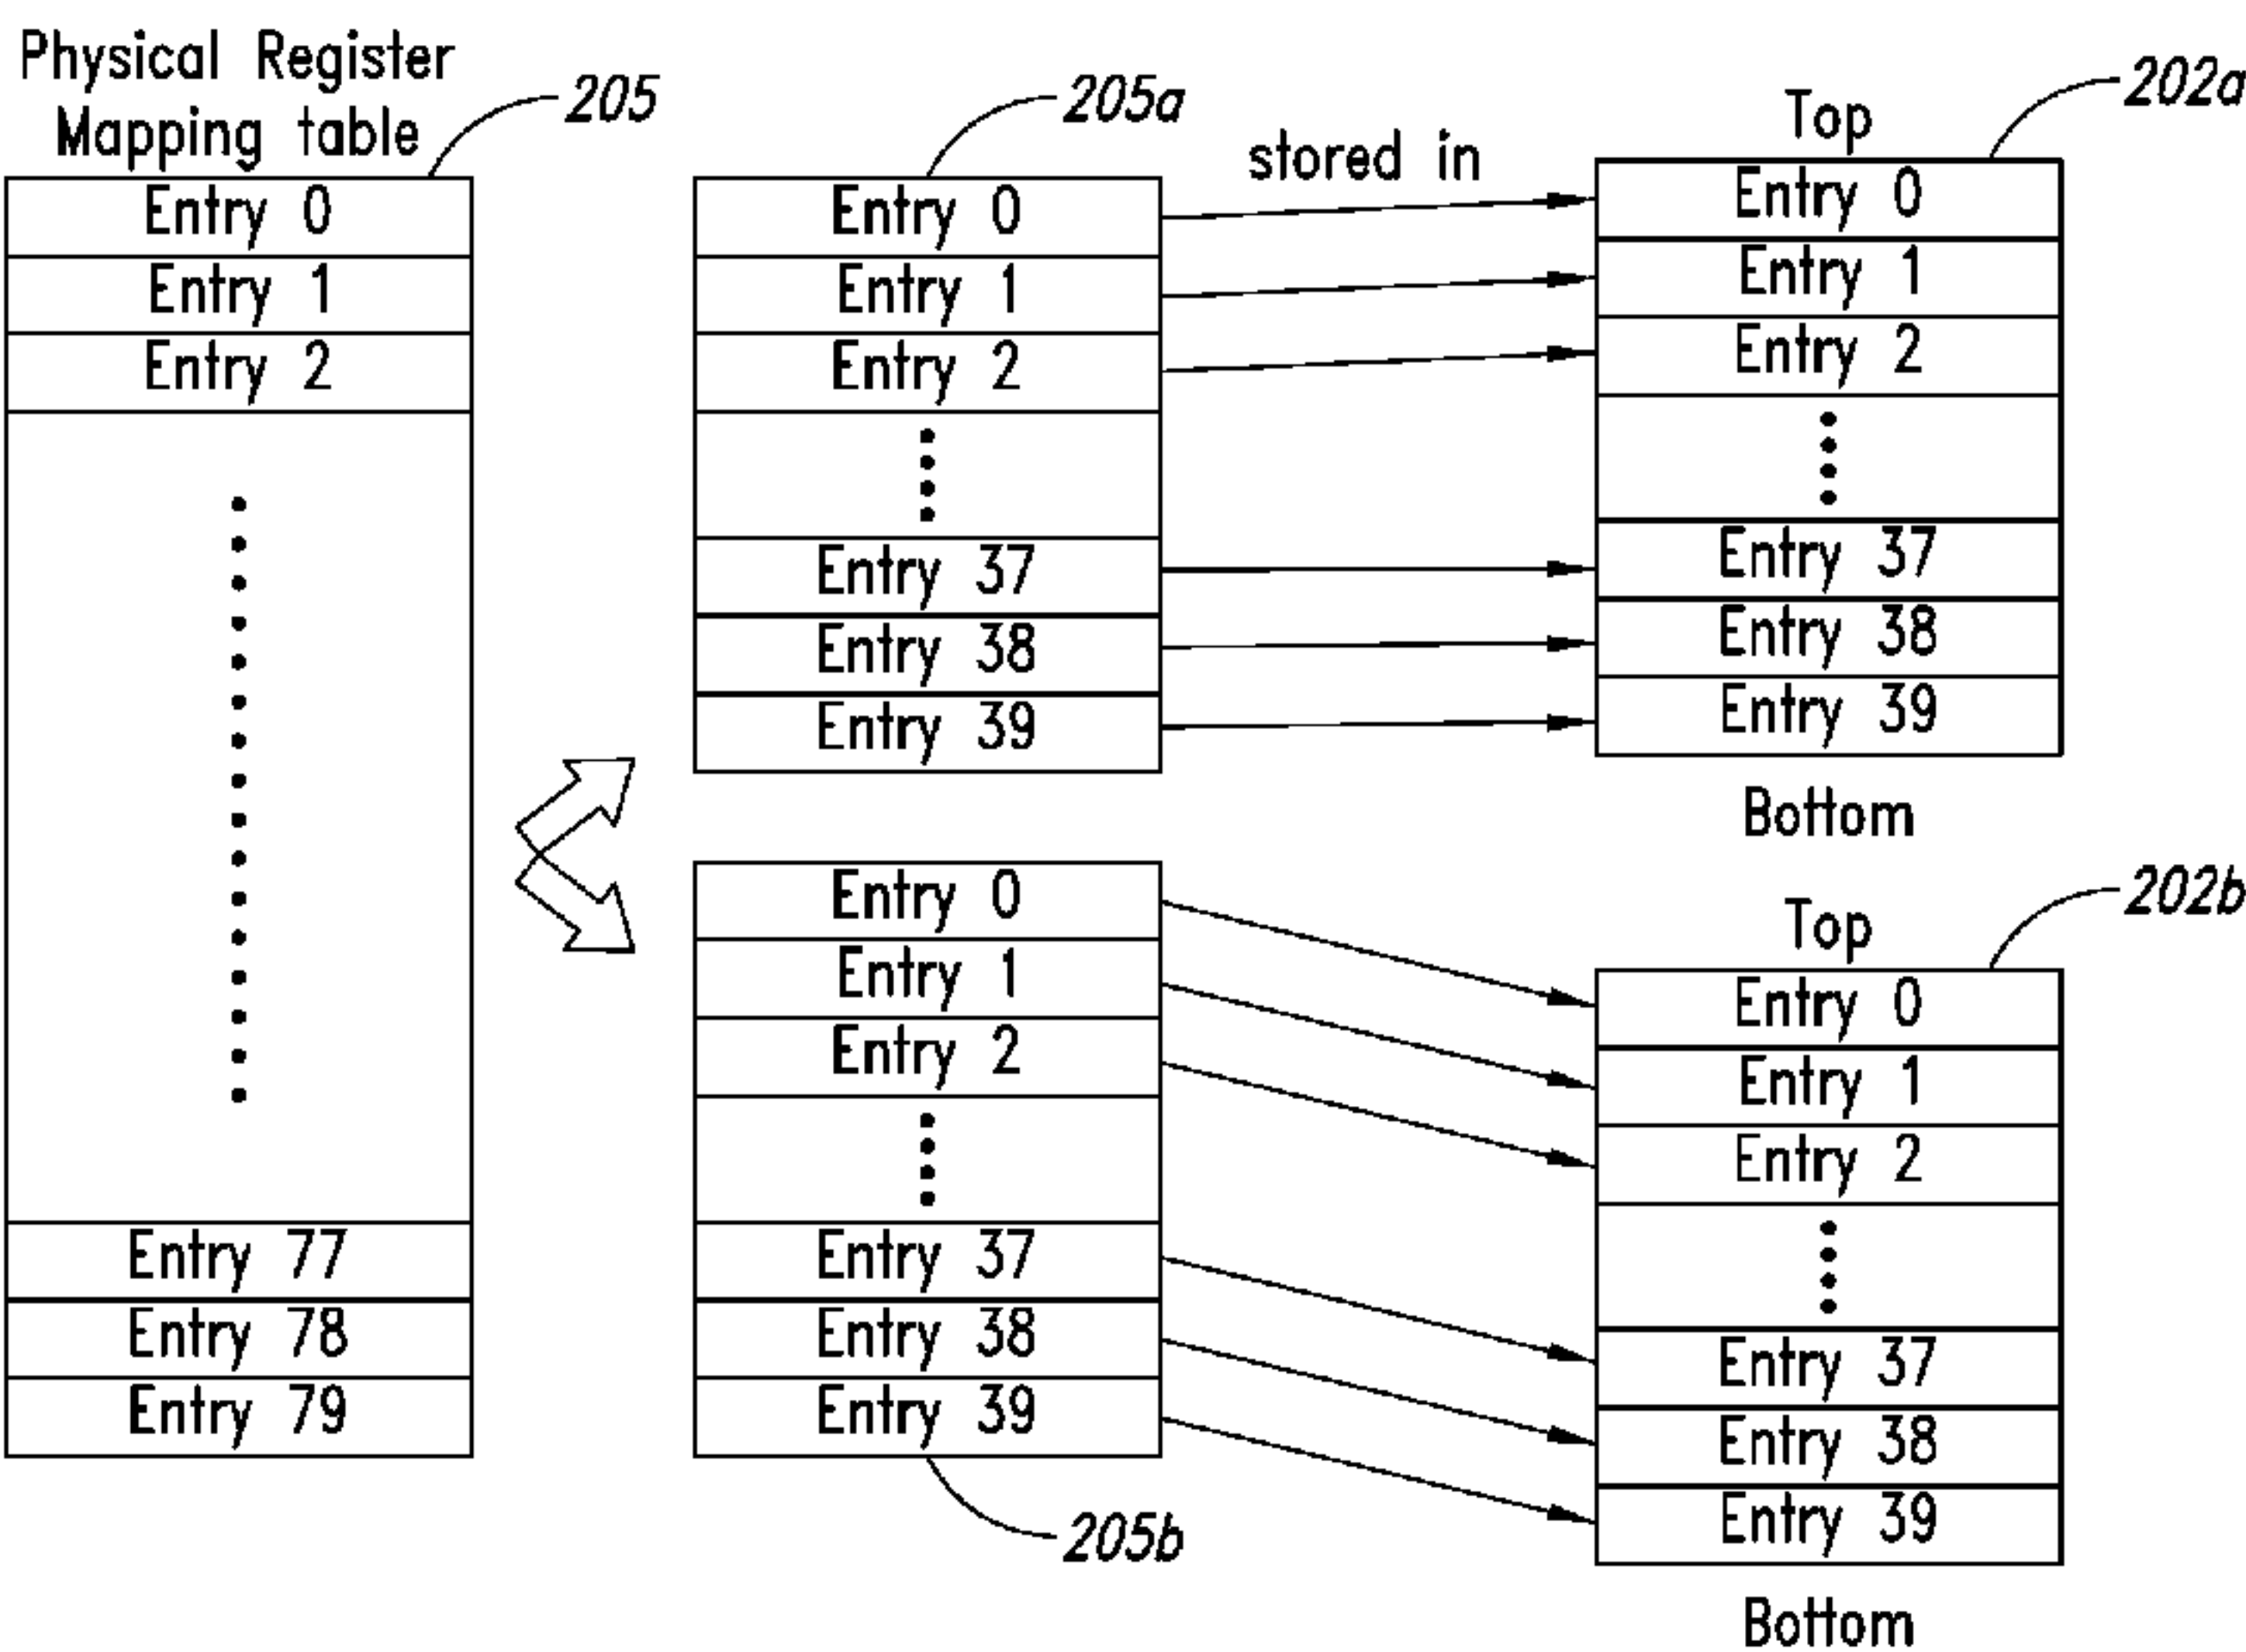 Physical Register
Mapping table
205
Entry 0
Entry 1
Entry 2
Entry 77
Entry 78
Entry 79
205a
Entry 0
Entry 1
Entry 2
Entry 37
Entry 38
Entry 39
stored in
Top
202a
Entry 0
Entry 1
Entry 2
Entry 37
Entry 38
Entry 39
Bottom
Entry 0
Entry 1
Entry 2
Entry 37
Entry 38
Entry 39
205b
Top
202b
Entry 0
Entry 1
Entry 2
Entry 37
Entry 38
Entry 39
Bottom